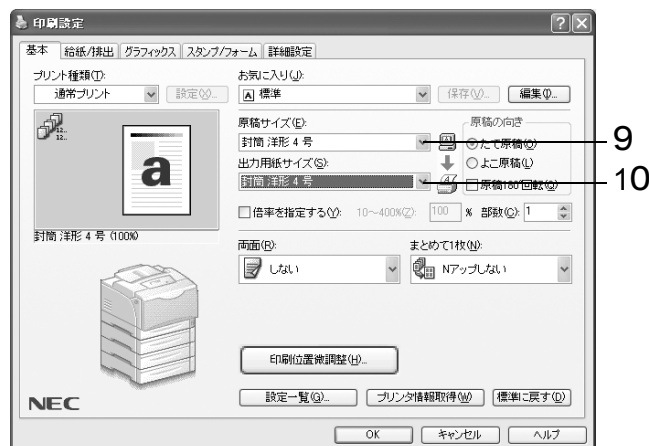 印刷設定
基本 給紙/排出 グラフィックス スタンプ/フォーム 詳細設定
プリント種類(T):
通常プリント 設定(X)...
お気に入り(J):
標準 保存(V)... 編集(I)...
原稿サイズ(E):
封筒 洋形 4 号
9
出力用紙サイズ(S):
封筒 洋形 4 号
10
原稿の向き
たて原稿(O)
よこ原稿(L)
原稿180°回転(2)
倍率を指定する(Y): 10～400%(Z): 100 % 部数(C): 1
a
封筒 洋形 4 号 (100%)
両面(R):
しない
まとめて1枚(N):
Nアップしない
印刷位置微調整(H)...
NEC
設定一覧(G)... プリンタ情報取得(W) 標準に戻す(D)
OK キャンセル ヘルプ